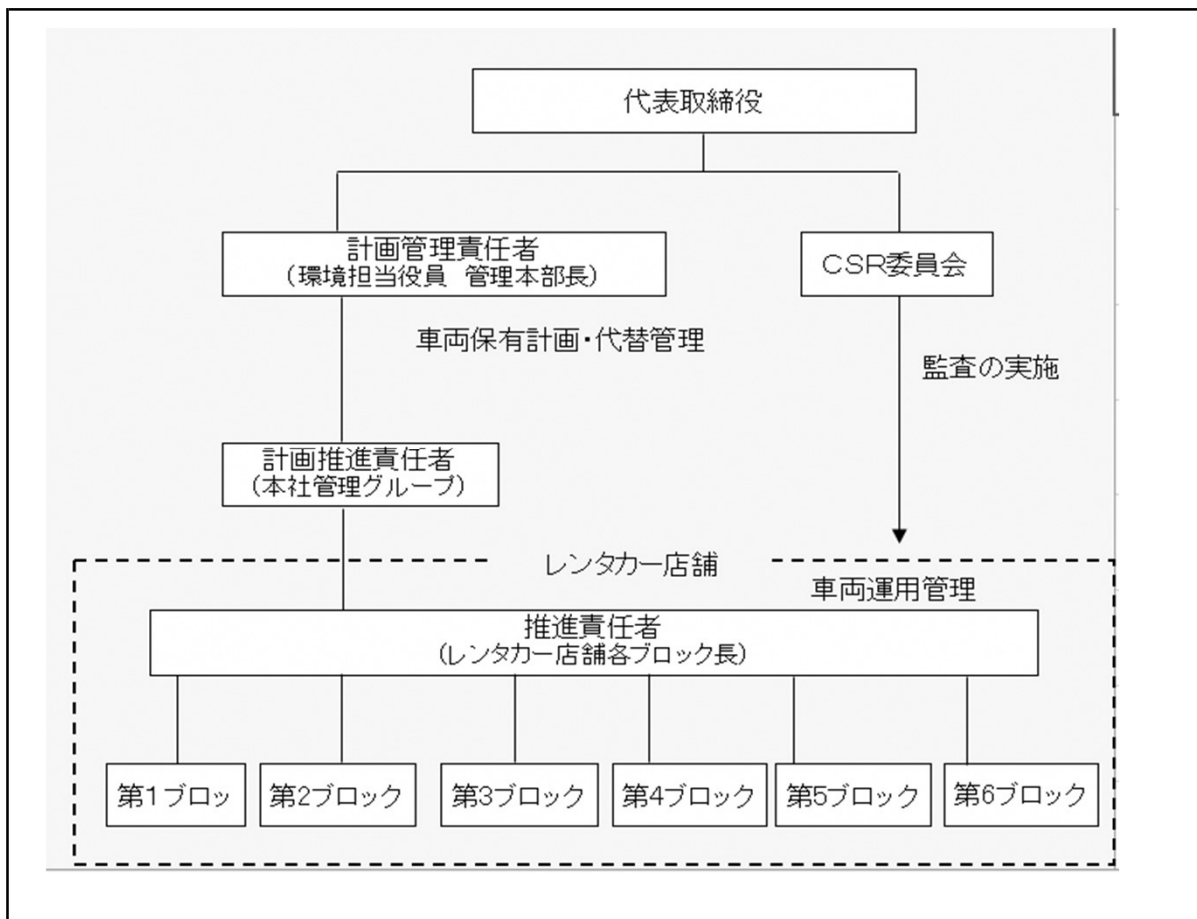 代表取締役
計画管理責任者
(環境担当役員 管理本部長)
CSR委員会
車両保有計画・代替管理
監査の実施
計画推進責任者
(本社管理グループ)
レンタカー店舗
車両運用管理
推進責任者
(レンタカー店舗各ブロック長)
第1ブロッ
第2ブロック
第3ブロック
第4ブロック
第5ブロック
第6ブロック